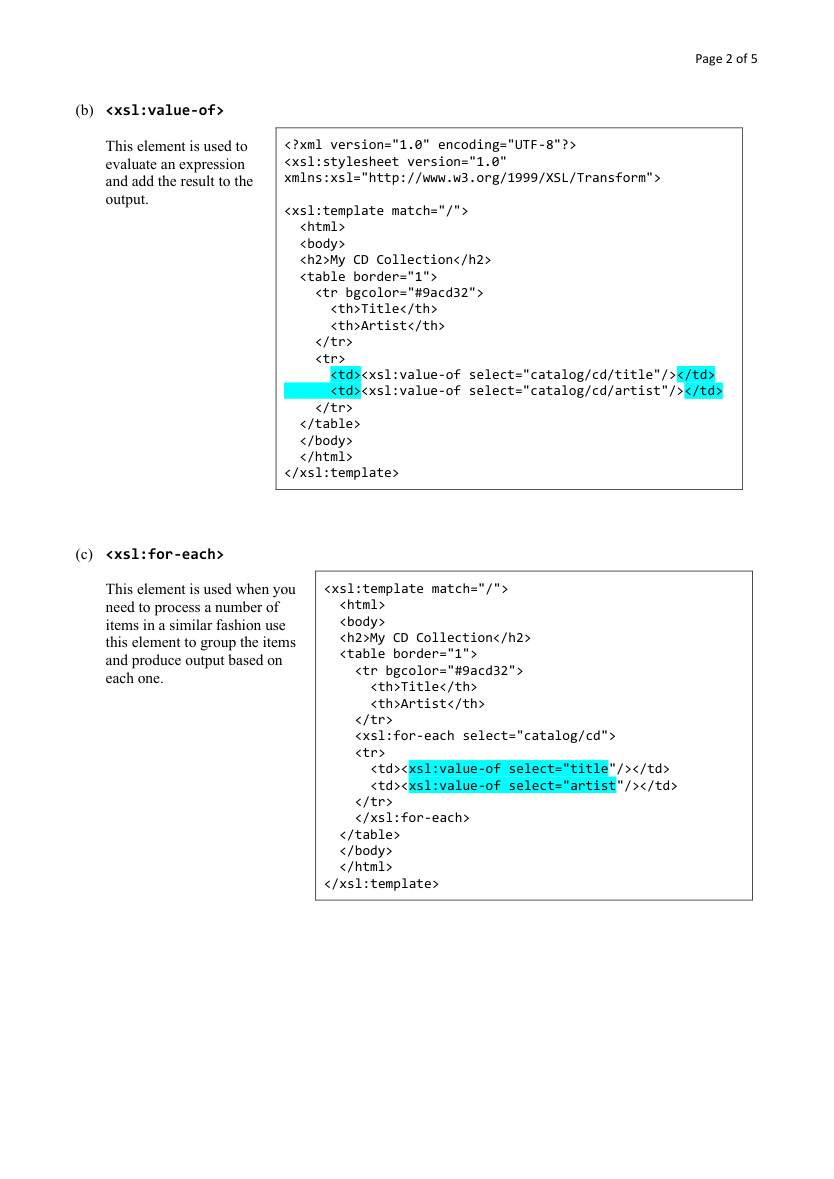 Page 2 of 5
(b) <xsl:value-of>
This element is used to
evaluate an expression
and add the result to the
output.
<?xml version="1.0" encoding="UTF-8"?>
<xsl:stylesheet version="1.0"
xmlns:xsl="http://www.w3.org/1999/XSL/Transform">
<xsl:template match="/">
<html>
<body>
<h2>My CD Collection</h2>
<table border="1">
<tr bgcolor="#9acd32">
<th>Title</th>
<th>Artist</th>
</tr>
<tr>
<td><xsl:value-of select="catalog/cd/title"/></td>
<td><xsl:value-of select="catalog/cd/artist"/></td>
</tr>
</table>
</body>
</html>
</xsl:template>
(c) <xsl:for-each>
This element is used when you
need to process a number of
items in a similar fashion use
this element to group the items
and produce output based on
each one.
<xsl:template match="/">
<html>
<body>
<h2>My CD Collection</h2>
<table border="1">
<tr bgcolor="#9acd32">
<th>Title</th>
<th>Artist</th>
</tr>
<xsl:for-each select="catalog/cd">
<tr>
<td><xsl:value-of select="title"/></td>
<td><xsl:value-of select="artist"/></td>
</tr>
</xsl:for-each>
</table>
</body>
</html>
</xsl:template>